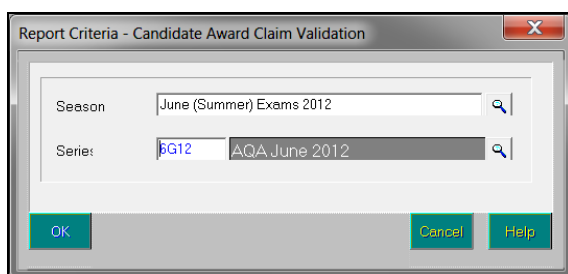 Report Criteria - Candidate Award Claim Validation
Season June (Summer) Exams 2012
Series 6G12 AQA June 2012
OK Cancel Help